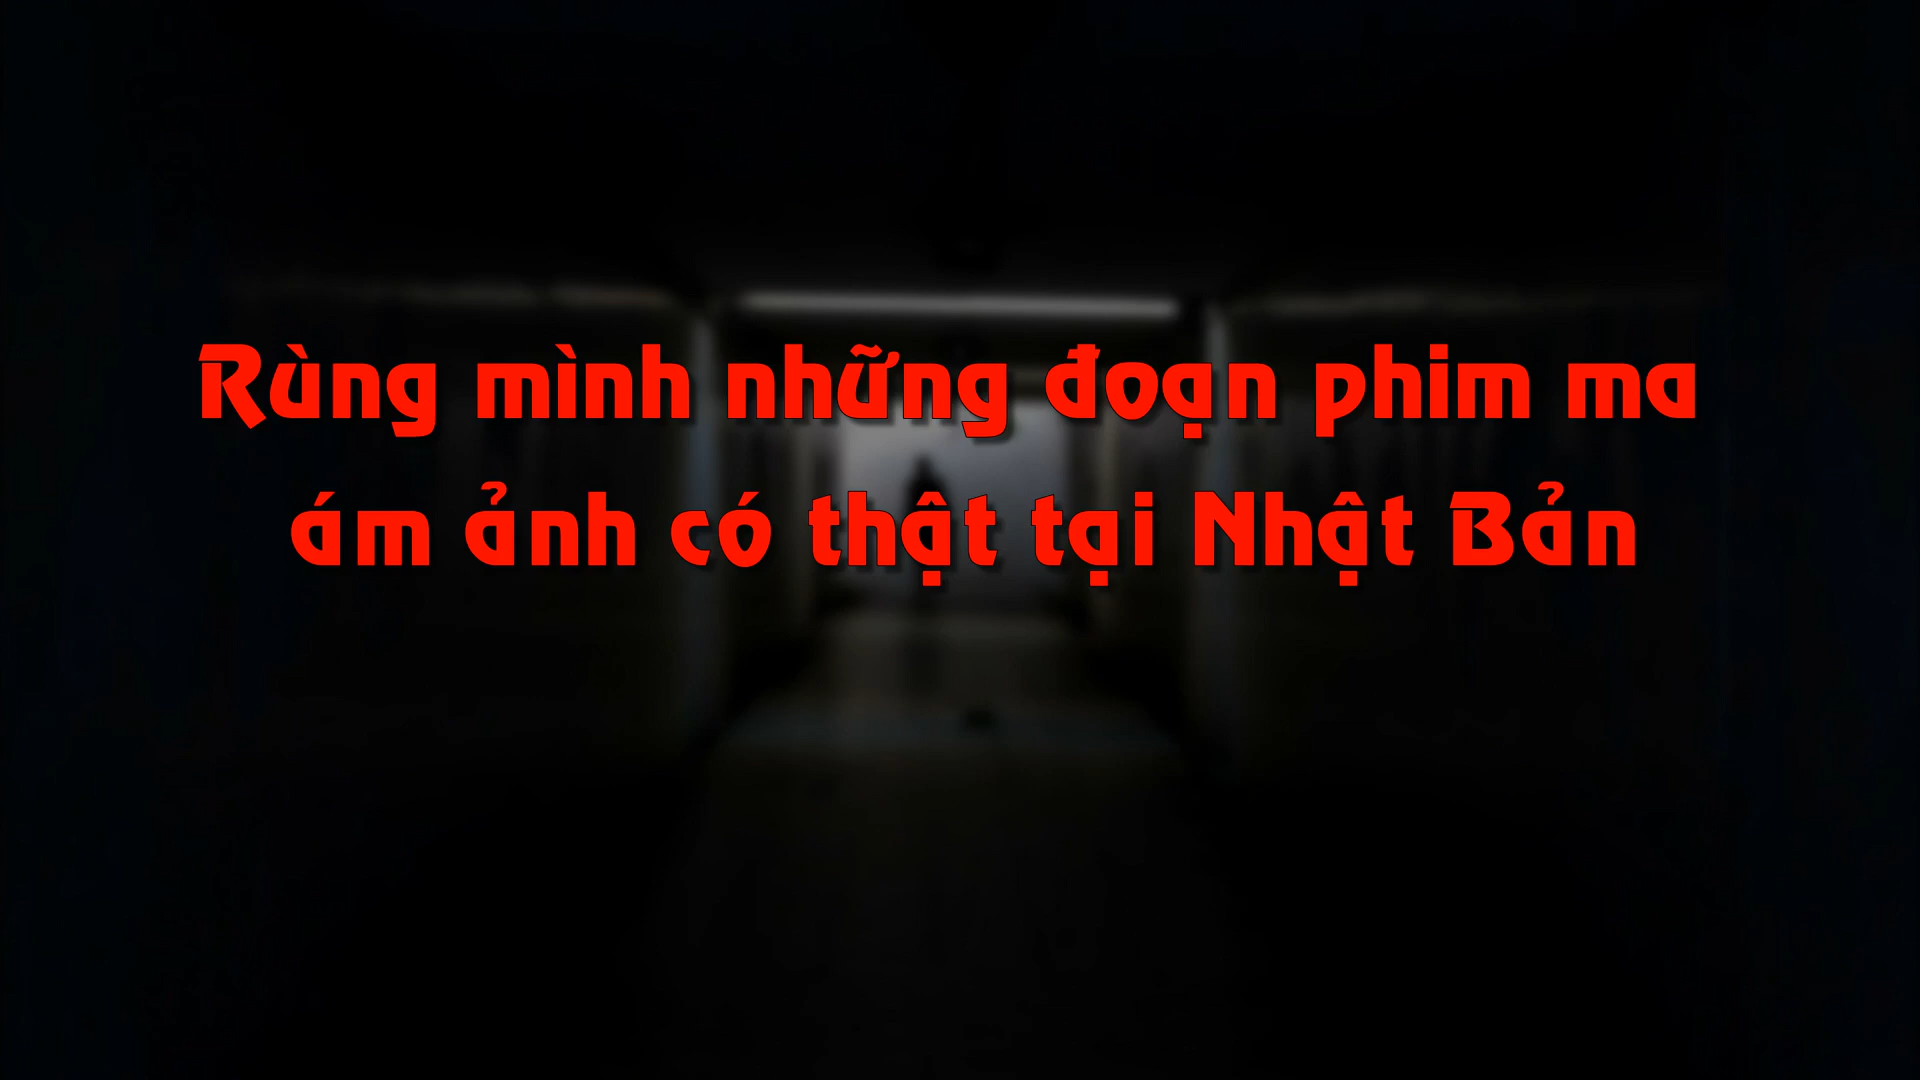 Rùng mình những đoạn phim ma
ám ảnh có thật tại Nhật Bản